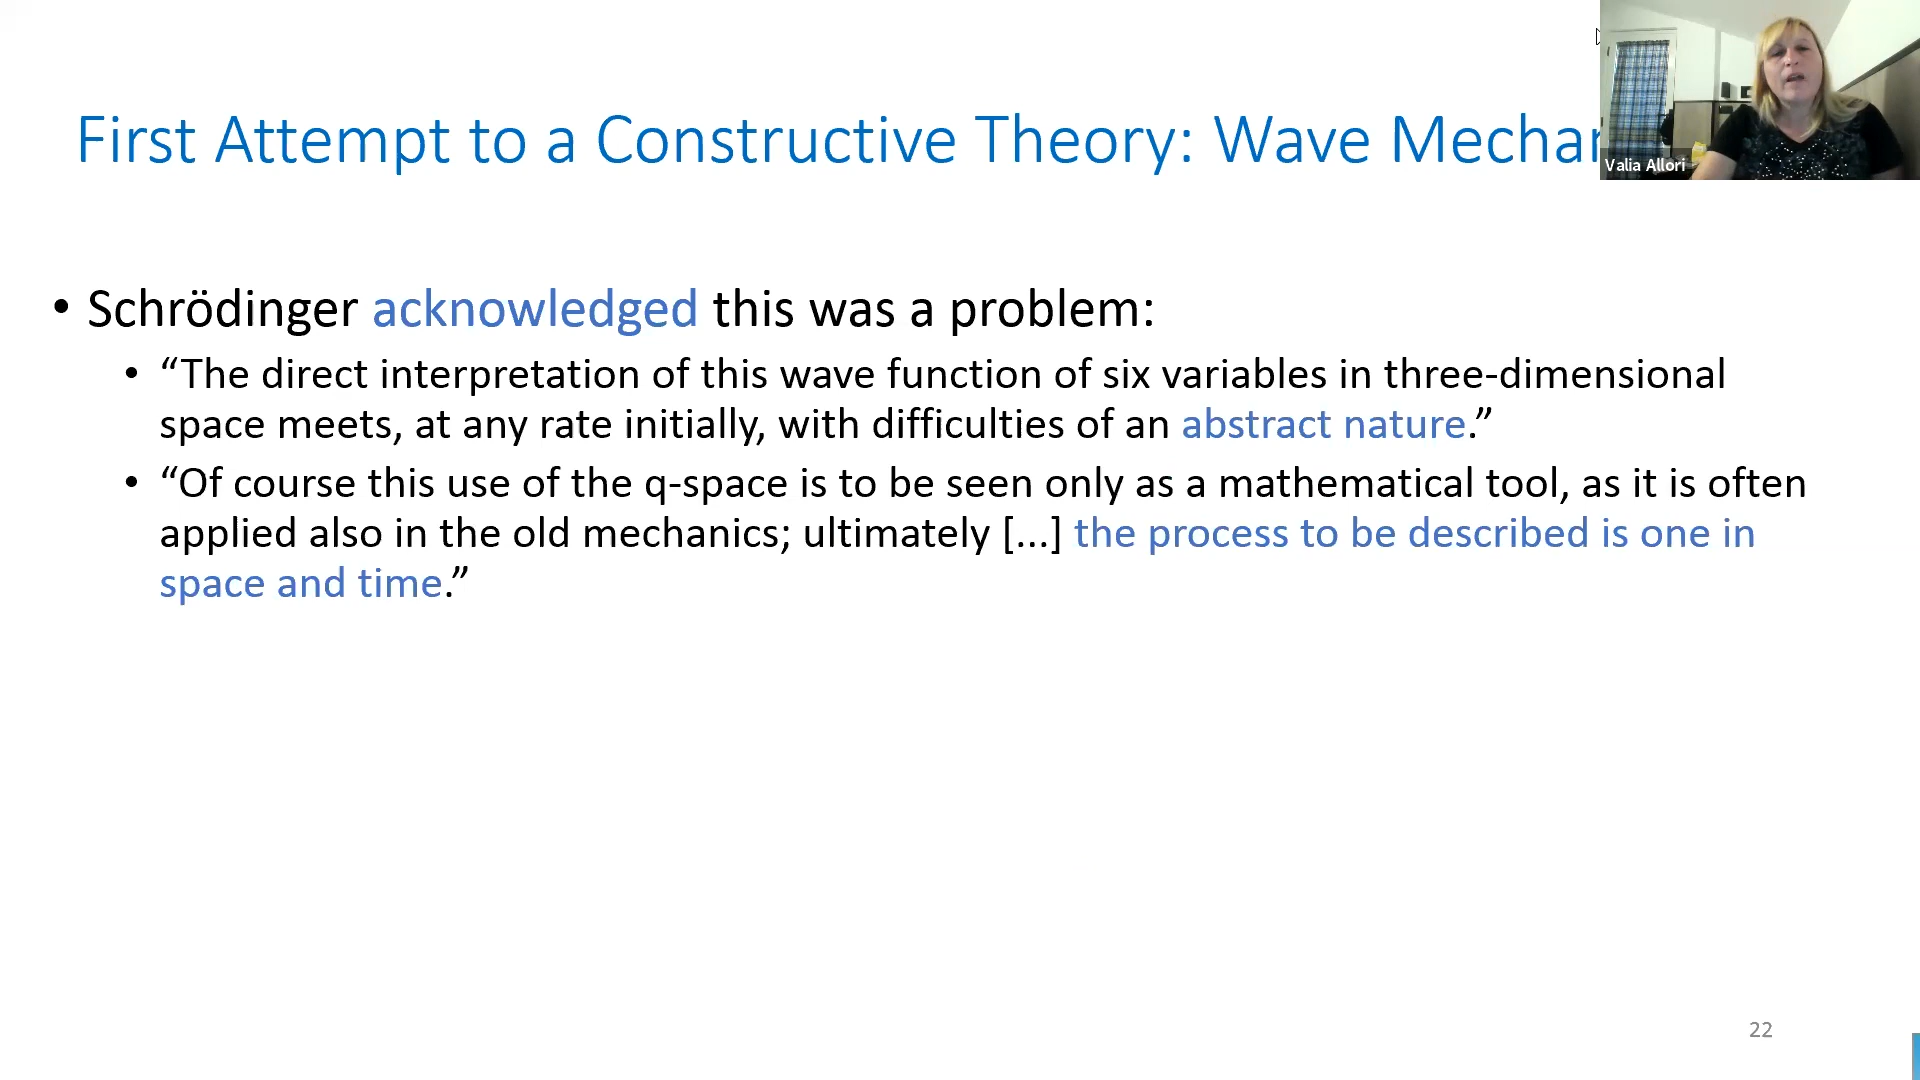 First Attempt to a Constructive Theory: Wave
Valia Allori
• Schrödinger acknowledged this was a problem:
• “The direct interpretation of this wave function of six variables in three-dimensional
space meets, at any rate initially, with difficulties of an abstract nature.”
• “Of course this use of the q-space is to be seen only as a mathematical tool, as it is often
applied also in the old mechanics; ultimately [...] the process to be described is one in
space and time.”
22